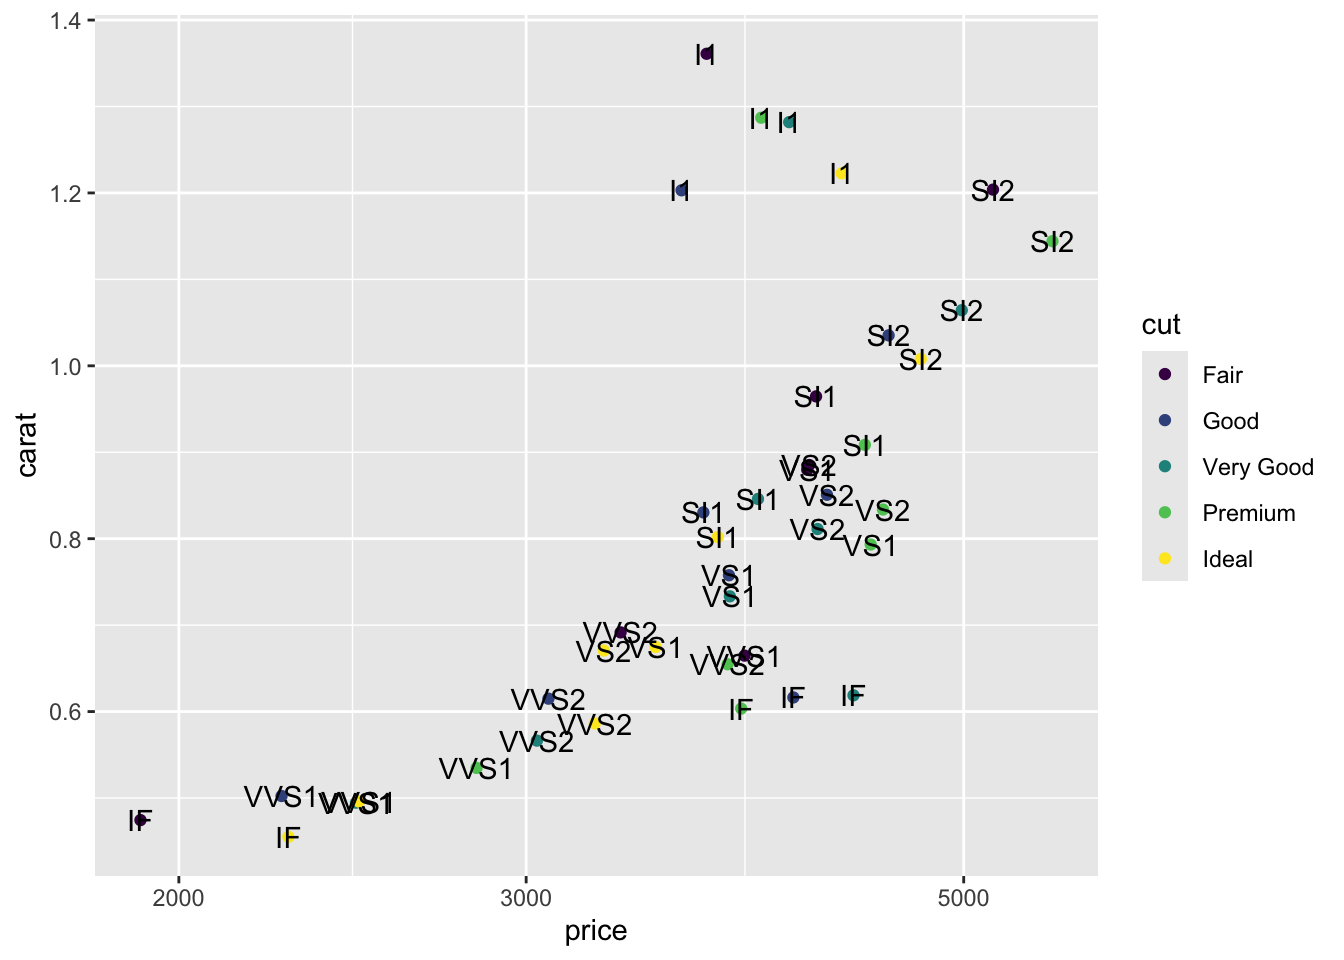 1.4
I1
I1 I1
I1
1.2
I1
SI2
SI2
SI2
SI2
1.0
SI2
SI1
SI1
VS2
VS1
VS2
SI1
VS2
SI1
VS2
0.8
SI1
VS1
VS1
VS1
VVS2
VS1
VS2
VVS1
VVS2
IF
IF
VVS2
IF
0.6
VVS2
VVS2
VVS1
VVS1
VVS1
VVS1
IF
IF
2000
3000
5000
price
carat
cut
Fair
Good
Very Good
Premium
Ideal